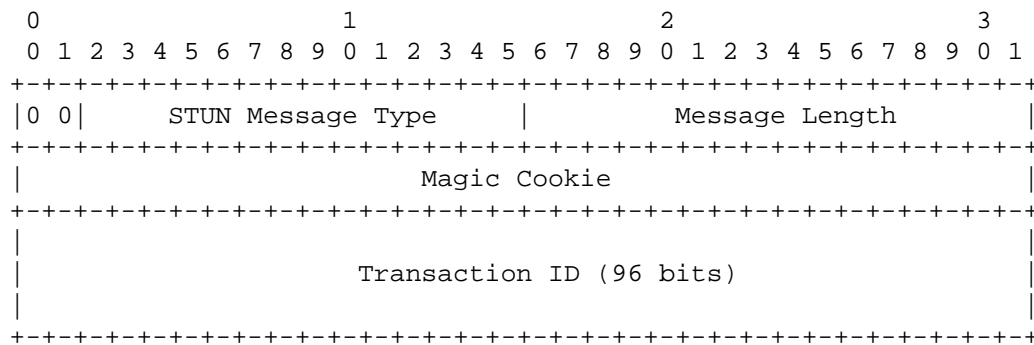 0                   1                   2                   3
 0 1 2 3 4 5 6 7 8 9 0 1 2 3 4 5 6 7 8 9 0 1 2 3 4 5 6 7 8 9 0 1
+-+-+-+-+-+-+-+-+-+-+-+-+-+-+-+-+-+-+-+-+-+-+-+-+-+-+-+-+-+-+-+-+
|0 0|     STUN Message Type     |         Message Length        |
+-+-+-+-+-+-+-+-+-+-+-+-+-+-+-+-+-+-+-+-+-+-+-+-+-+-+-+-+-+-+-+-+
|                         Magic Cookie                          |
+-+-+-+-+-+-+-+-+-+-+-+-+-+-+-+-+-+-+-+-+-+-+-+-+-+-+-+-+-+-+-+-+
|                                                               |
|                     Transaction ID (96 bits)                  |
|                                                               |
+-+-+-+-+-+-+-+-+-+-+-+-+-+-+-+-+-+-+-+-+-+-+-+-+-+-+-+-+-+-+-+-+